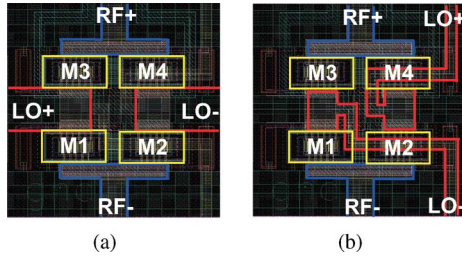 RF+
M3 M4
LO+ LO-
M1 M2
RF-
(a)
RF+ LO+
M3 M4
M1 M2
RF- LO-
(b)